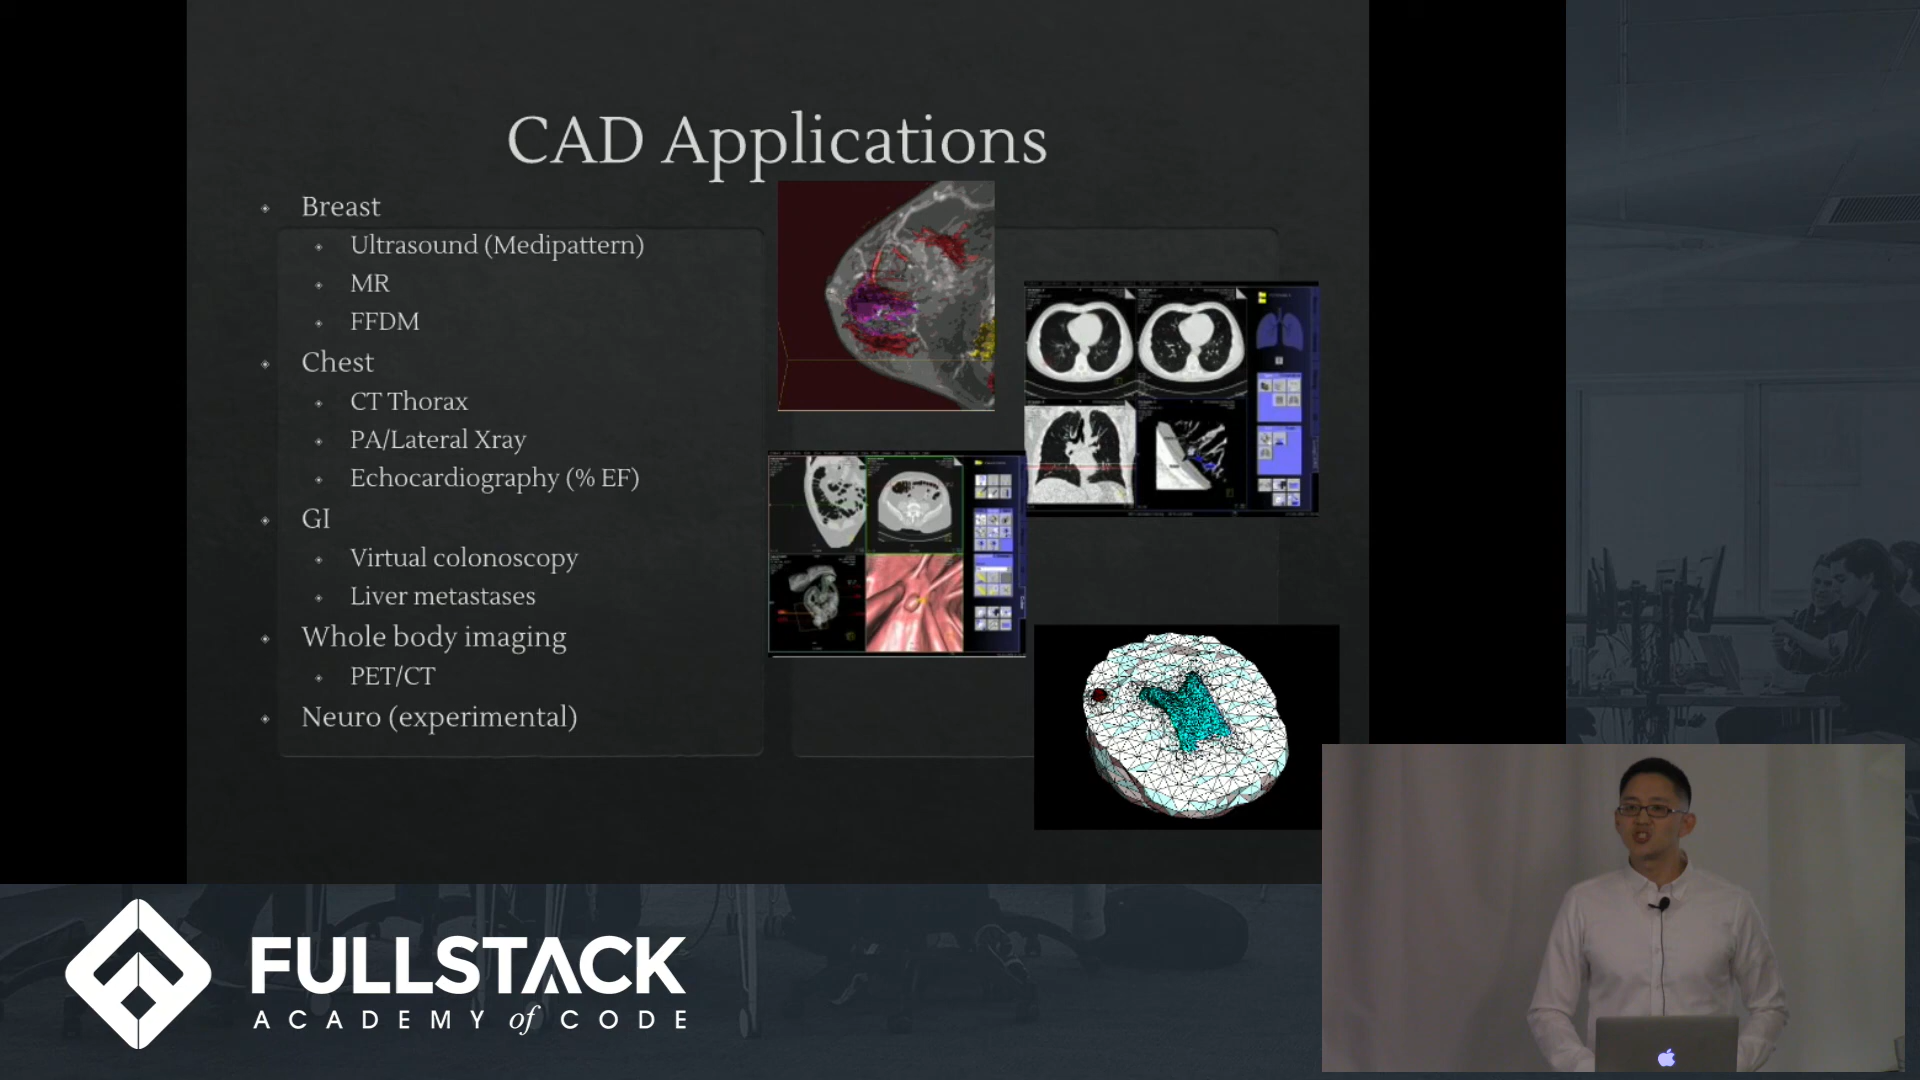 CAD Applications
Breast
Ultrasound (Medipattern)
MR
FFDM
Chest
CT Thorax
PA/Lateral Xray
Echocardiography (% EF)
GI
Virtual colonoscopy
Liver metastases
Whole body imaging
PET/CT
Neuro (experimental)
FULLSTACK
ACADEMY of CODE